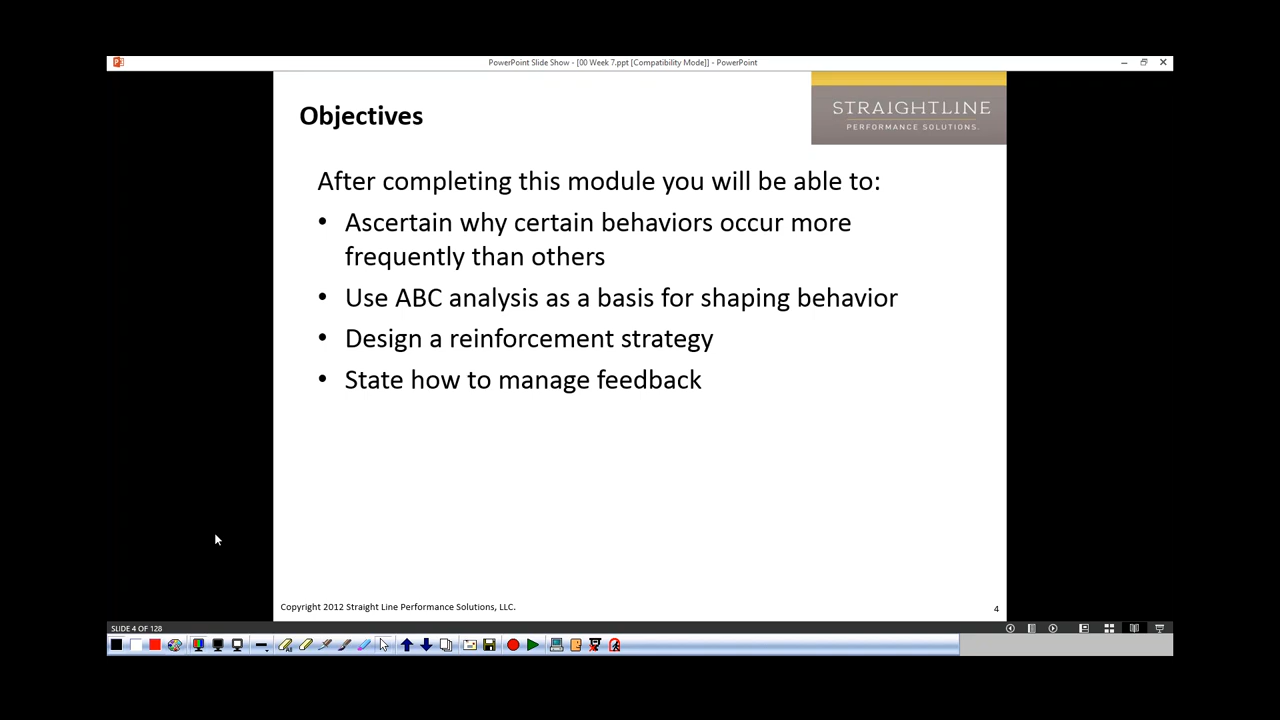 PowerPoint Slide Show - [00 Week 7.ppt [Compatibility Mode]] - PowerPoint
Objectives
STRAIGHTLINE
PERFORMANCE SOLUTIONS.
After completing this module you will be able to:
• Ascertain why certain behaviors occur more
frequently than others
• Use ABC analysis as a basis for shaping behavior
• Design a reinforcement strategy
• State how to manage feedback
Copyright 2012 Straight Line Performance Solutions, LLC.
4
SLIDE 4 OF 128